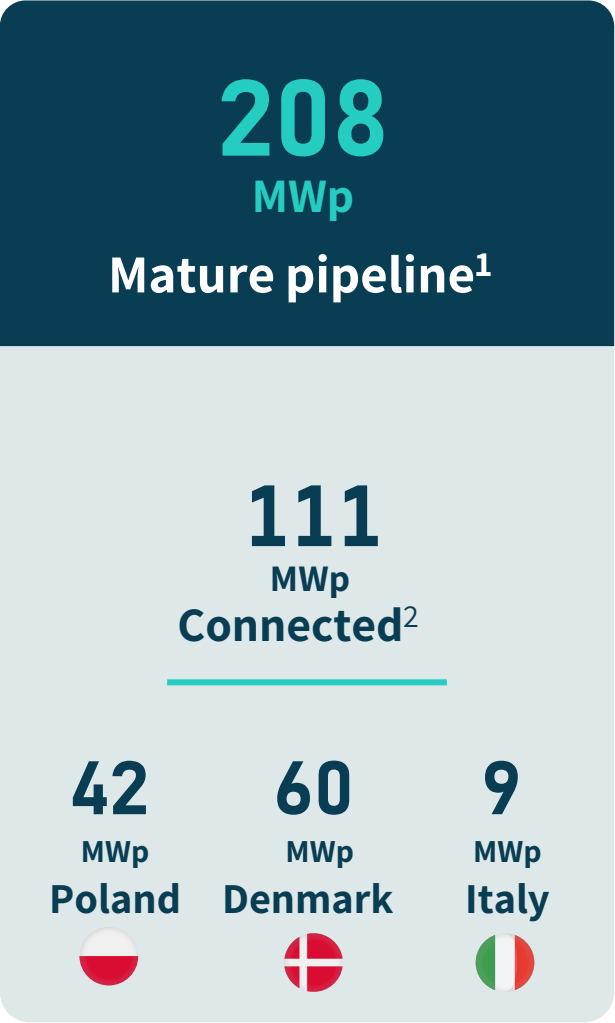 208
MWp
Mature pipeline¹
111
MWp
Connected²
42 60 9
MWp MWp MWp
Poland Denmark Italy